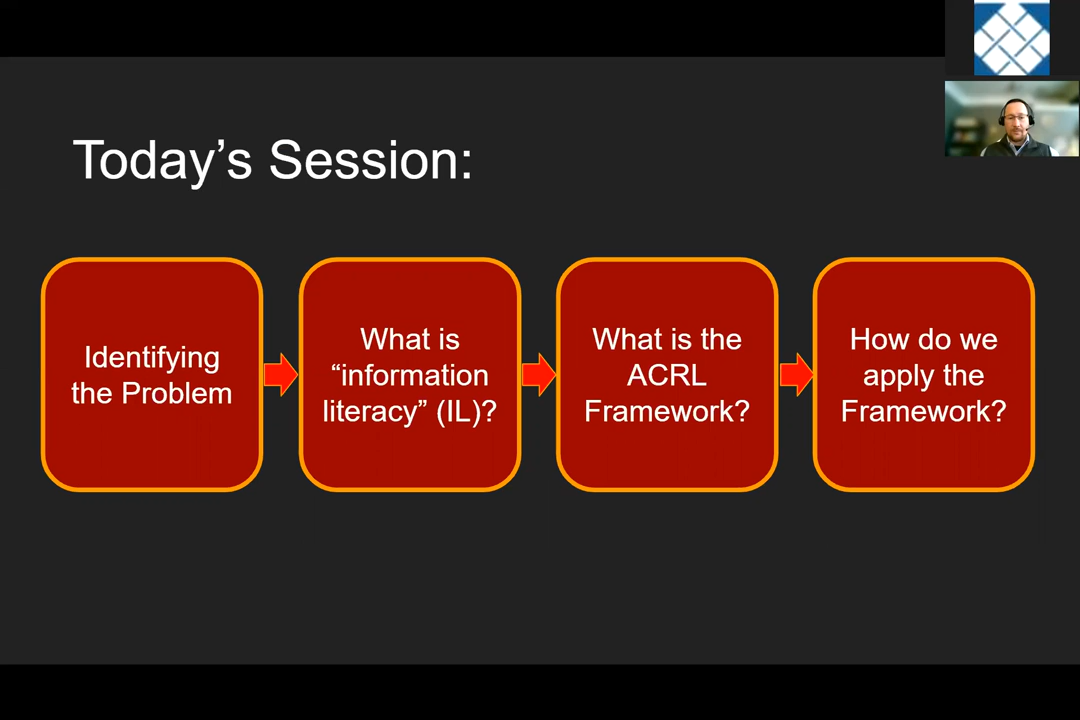 Today’s Session:
Identifying
the Problem
What is
“information
literacy” (IL)?
What is the
ACRL
Framework?
How do we
apply the
Framework?